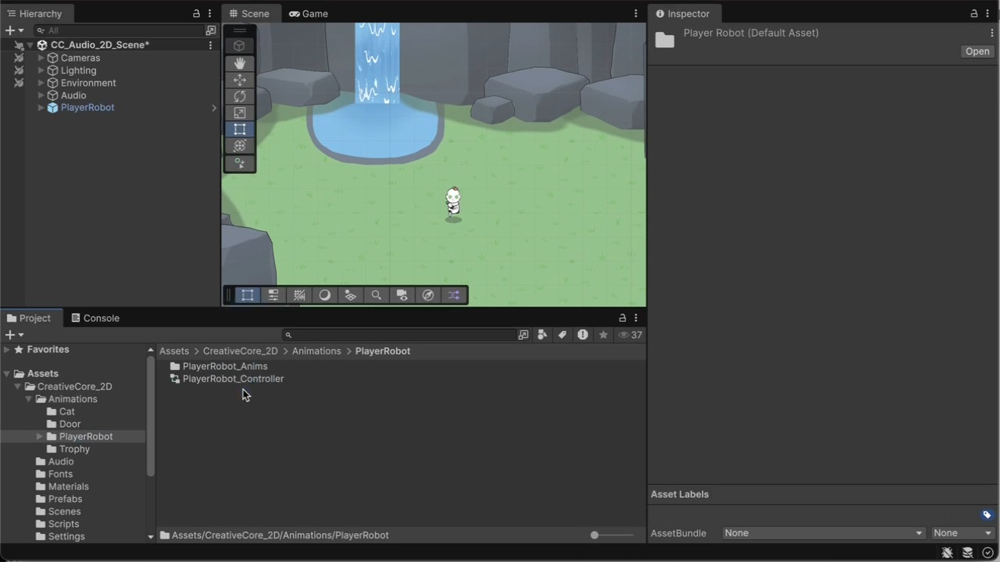 Hierarchy
All
CC_Audio_2D_Scene*
Cameras
Lighting
Environment
Audio
PlayerRobot
Scene
Game
Inspector
Player Robot (Default Asset)
Open
Project
Console
37
Favorites
Assets
CreativeCore_2D
Animations
Cat
Door
PlayerRobot
Trophy
Audio
Fonts
Materials
Prefabs
Scenes
Scripts
Settings
Assets > CreativeCore_2D > Animations > PlayerRobot
PlayerRobot_Anims
PlayerRobot_Controller
Assets/CreativeCore_2D/Animations/PlayerRobot
Asset Labels
AssetBundle None None